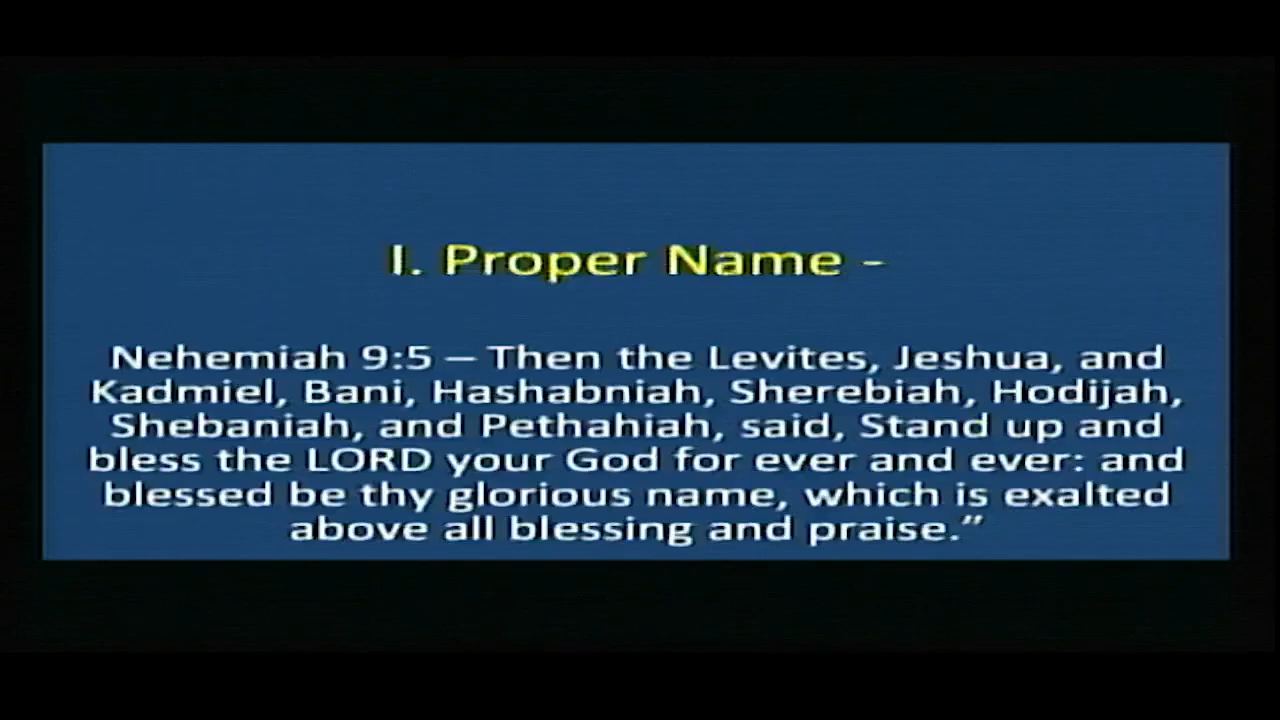 I. Proper Name -
Nehemiah 9:5 – Then the Levites, Jeshua, and
Kadmiel, Bani, Hashabniah, Sherebiah, Hodijah,
Shebaniah, and Pethahiah, said, Stand up and
bless the LORD your God for ever and ever: and
blessed be thy glorious name, which is exalted
above all blessing and praise.”